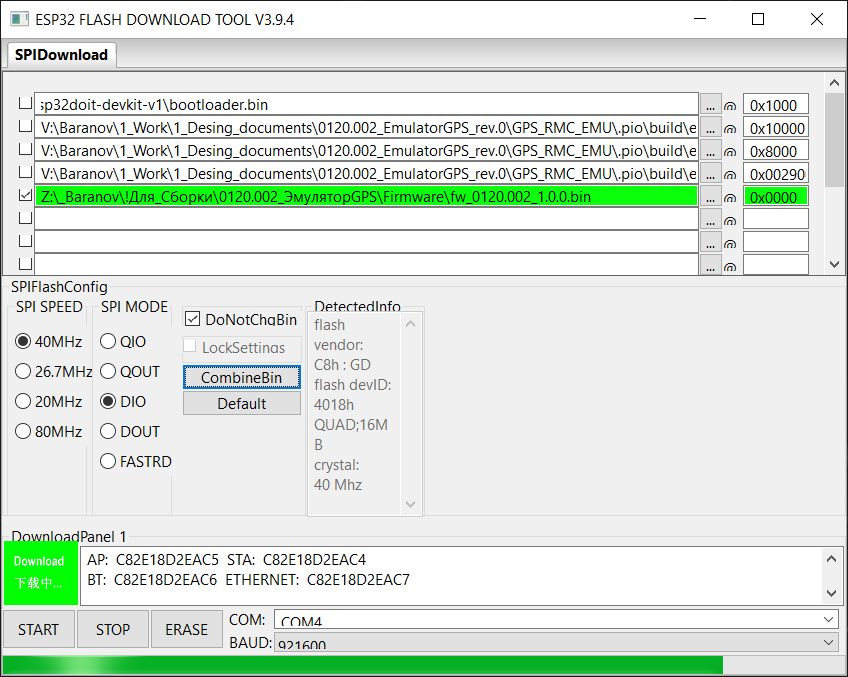 ESP32 FLASH DOWNLOAD TOOL V3.9.4
SPIDownload
sp32doit-devkit-v1\bootloader.bin ... @ 0x1000
V:\Baranov\1_Work\1_Desing_documents\0120.002_EmulatorGPS_rev.0\GPS_RMC_EMU\.pio\build\e ... @ 0x10000
V:\Baranov\1_Work\1_Desing_documents\0120.002_EmulatorGPS_rev.0\GPS_RMC_EMU\.pio\build\e ... @ 0x8000
V:\Baranov\1_Work\1_Desing_documents\0120.002_EmulatorGPS_rev.0\GPS_RMC_EMU\.pio\build\e ... @ 0x00290
Z:\_Baranov\!Для_Сборки\0120.002_ЭмуляторGPS\Firmware\fw_0120.002_1.0.0.bin ... @ 0x0000
... @
... @
... @
SPIFlashConfig
SPI SPEED
40MHz
26.7MHz
20MHz
80MHz
SPI MODE
QIO
QOUT
DIO
DOUT
FASTRD
DoNotChgBin
LockSettings
CombineBin
Default
DetectedInfo
flash
vendor:
C8h : GD
flash devID:
4018h
QUAD;16M
B
crystal:
40 Mhz
DownloadPanel 1
Download
下载中...
AP: C82E18D2EAC5 STA: C82E18D2EAC4
BT: C82E18D2EAC6 ETHERNET: C82E18D2EAC7
START STOP ERASE
COM: COM4
BAUD: 921600